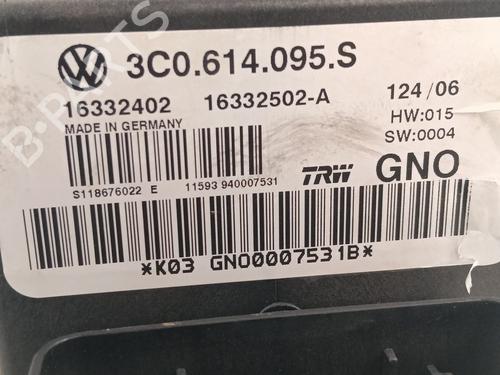 3C0.614.095.S
16332402 16332502-A 124/06
MADE IN GERMANY HW:015
SW:0004
S118676022 E 11593 940007531 TRW GNO
*K03 GNO0007531B*
B-PARTS